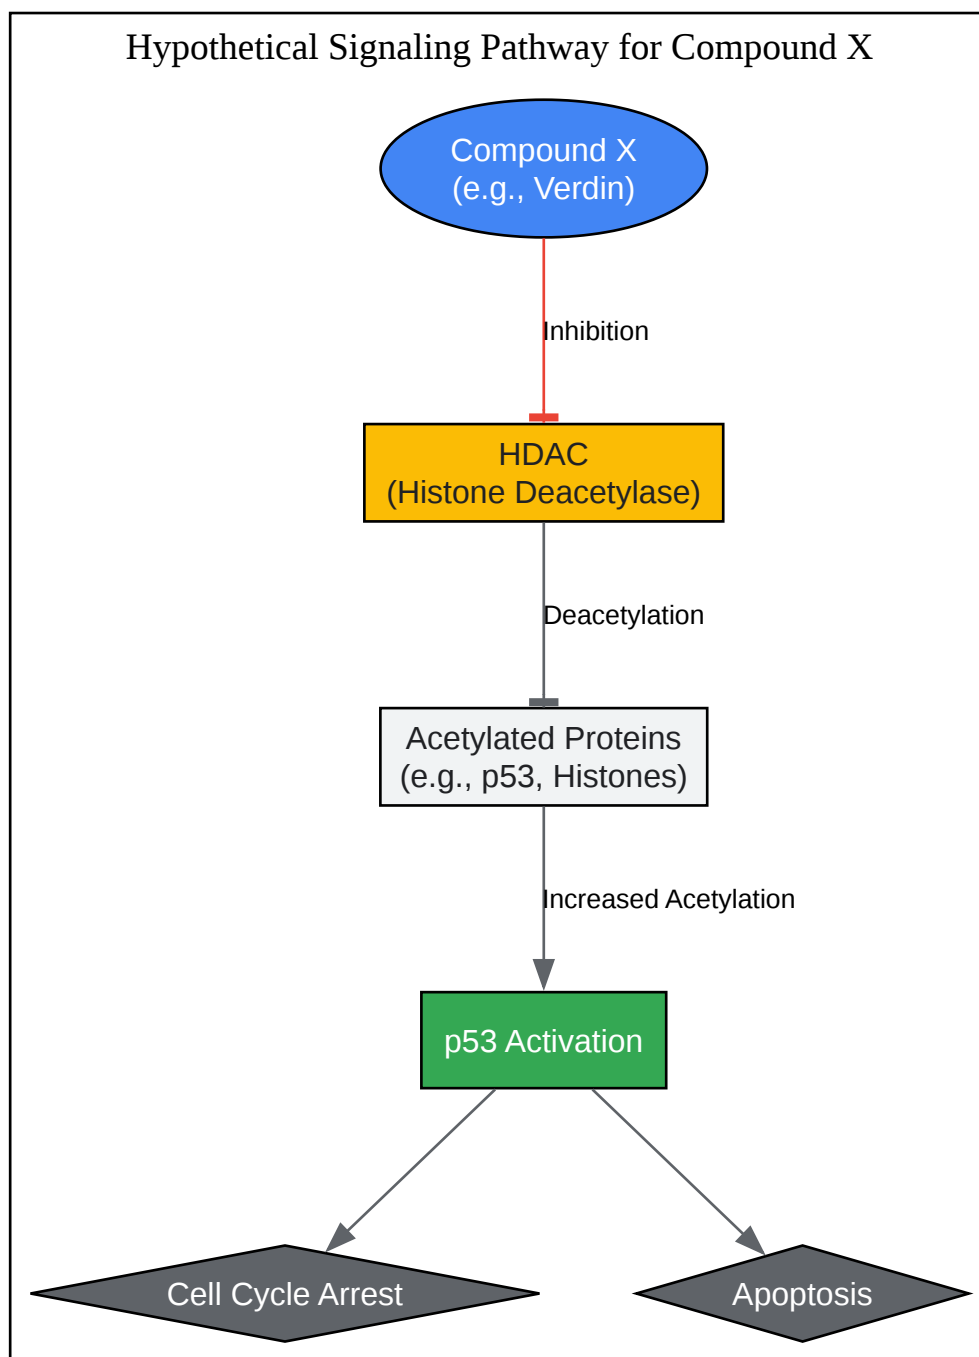 Hypothetical Signaling Pathway for Compound X
Compound X
(e.g., Verdin)
Inhibition
HDAC
(Histone Deacetylase)
Deacetylation
Acetylated Proteins
(e.g., p53, Histones)
Increased Acetylation
p53 Activation
Cell Cycle Arrest
Apoptosis